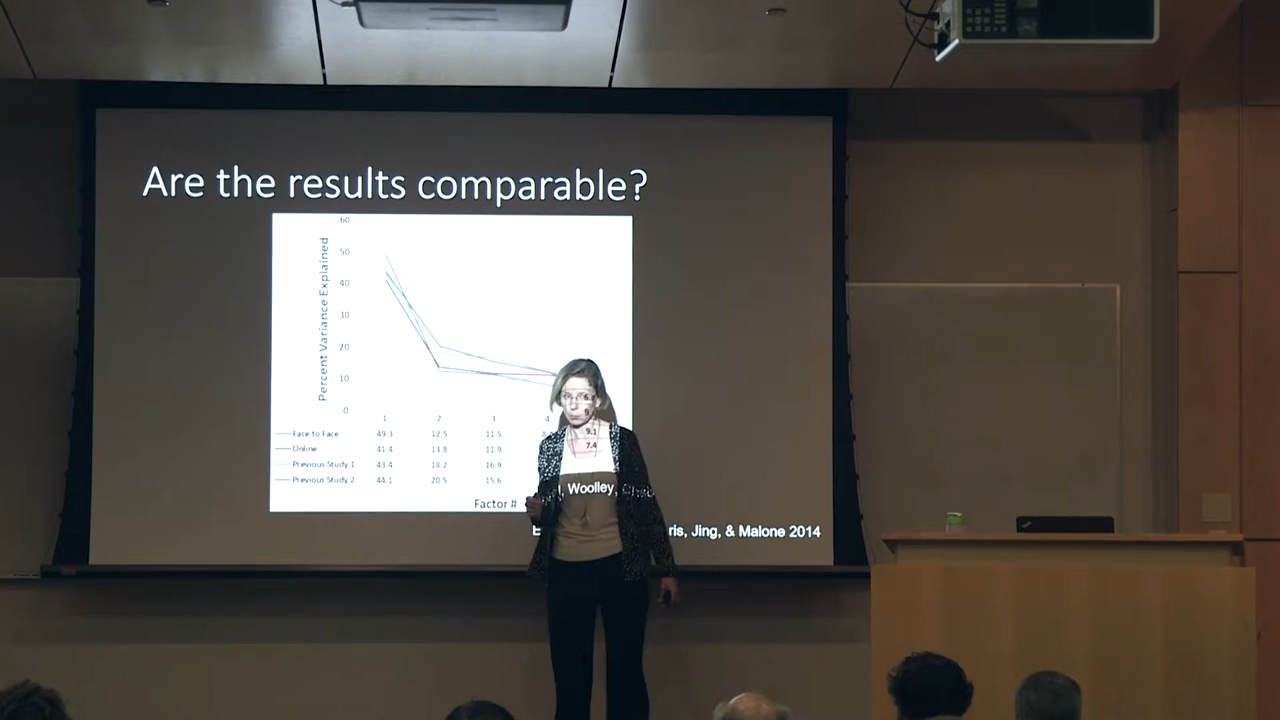 Are the results comparable?
60
50
40
30
20
10
0
Percent Variance Explained
1 2 3 4
Face to Face 49.3 12.5 11.5
Online 41.4 13.8 11.9
Previous Study 1 43.4 18.2 16.9
Previous Study 2 44.1 20.5 15.6
9.1
7.4
Factor #
Woolley,
ris, Jing, & Malone 2014